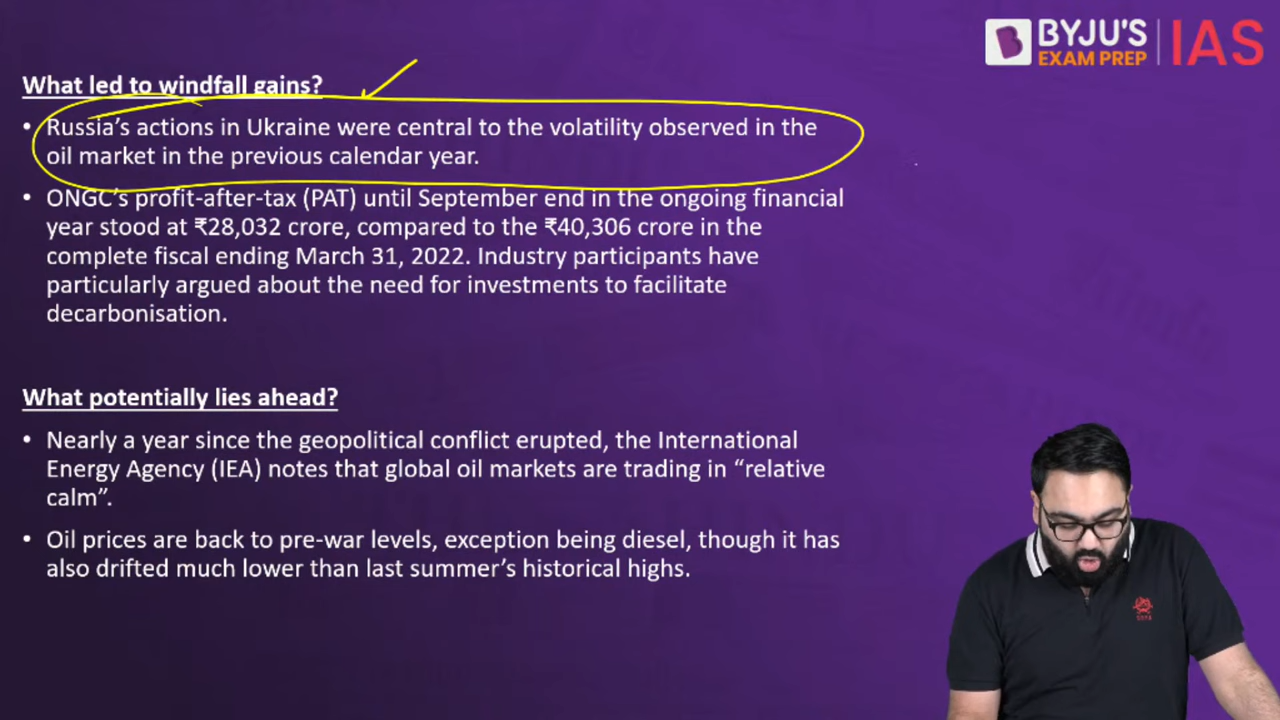 BYJU'S
EXAM PREP
IAS
What led to windfall gains?
• Russia's actions in Ukraine were central to the volatility observed in the
oil market in the previous calendar year.
• ONGC's profit-after-tax (PAT) until September end in the ongoing financial
year stood at ₹28,032 crore, compared to the ₹40,306 crore in the
complete fiscal ending March 31, 2022. Industry participants have
particularly argued about the need for investments to facilitate
decarbonisation.
What potentially lies ahead?
• Nearly a year since the geopolitical conflict erupted, the International
Energy Agency (IEA) notes that global oil markets are trading in “relative
calm”.
• Oil prices are back to pre-war levels, exception being diesel, though it has
also drifted much lower than last summer's historical highs.